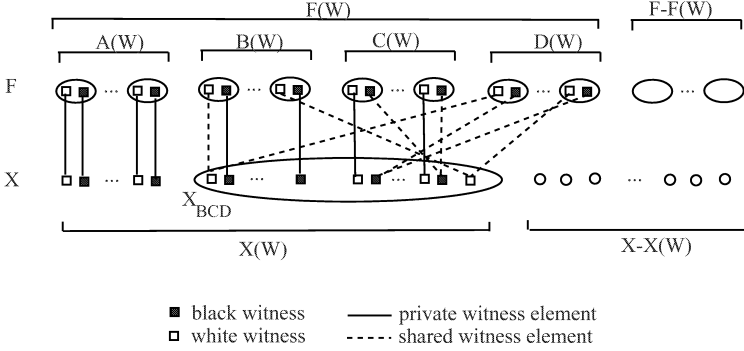 F(W)
F-F(W)
A(W) B(W) C(W) D(W)
F ... ... ... ... ...
X ... ... ... ...
X_BCD
X(W)
X-X(W)
black witness private witness element
white witness shared witness element